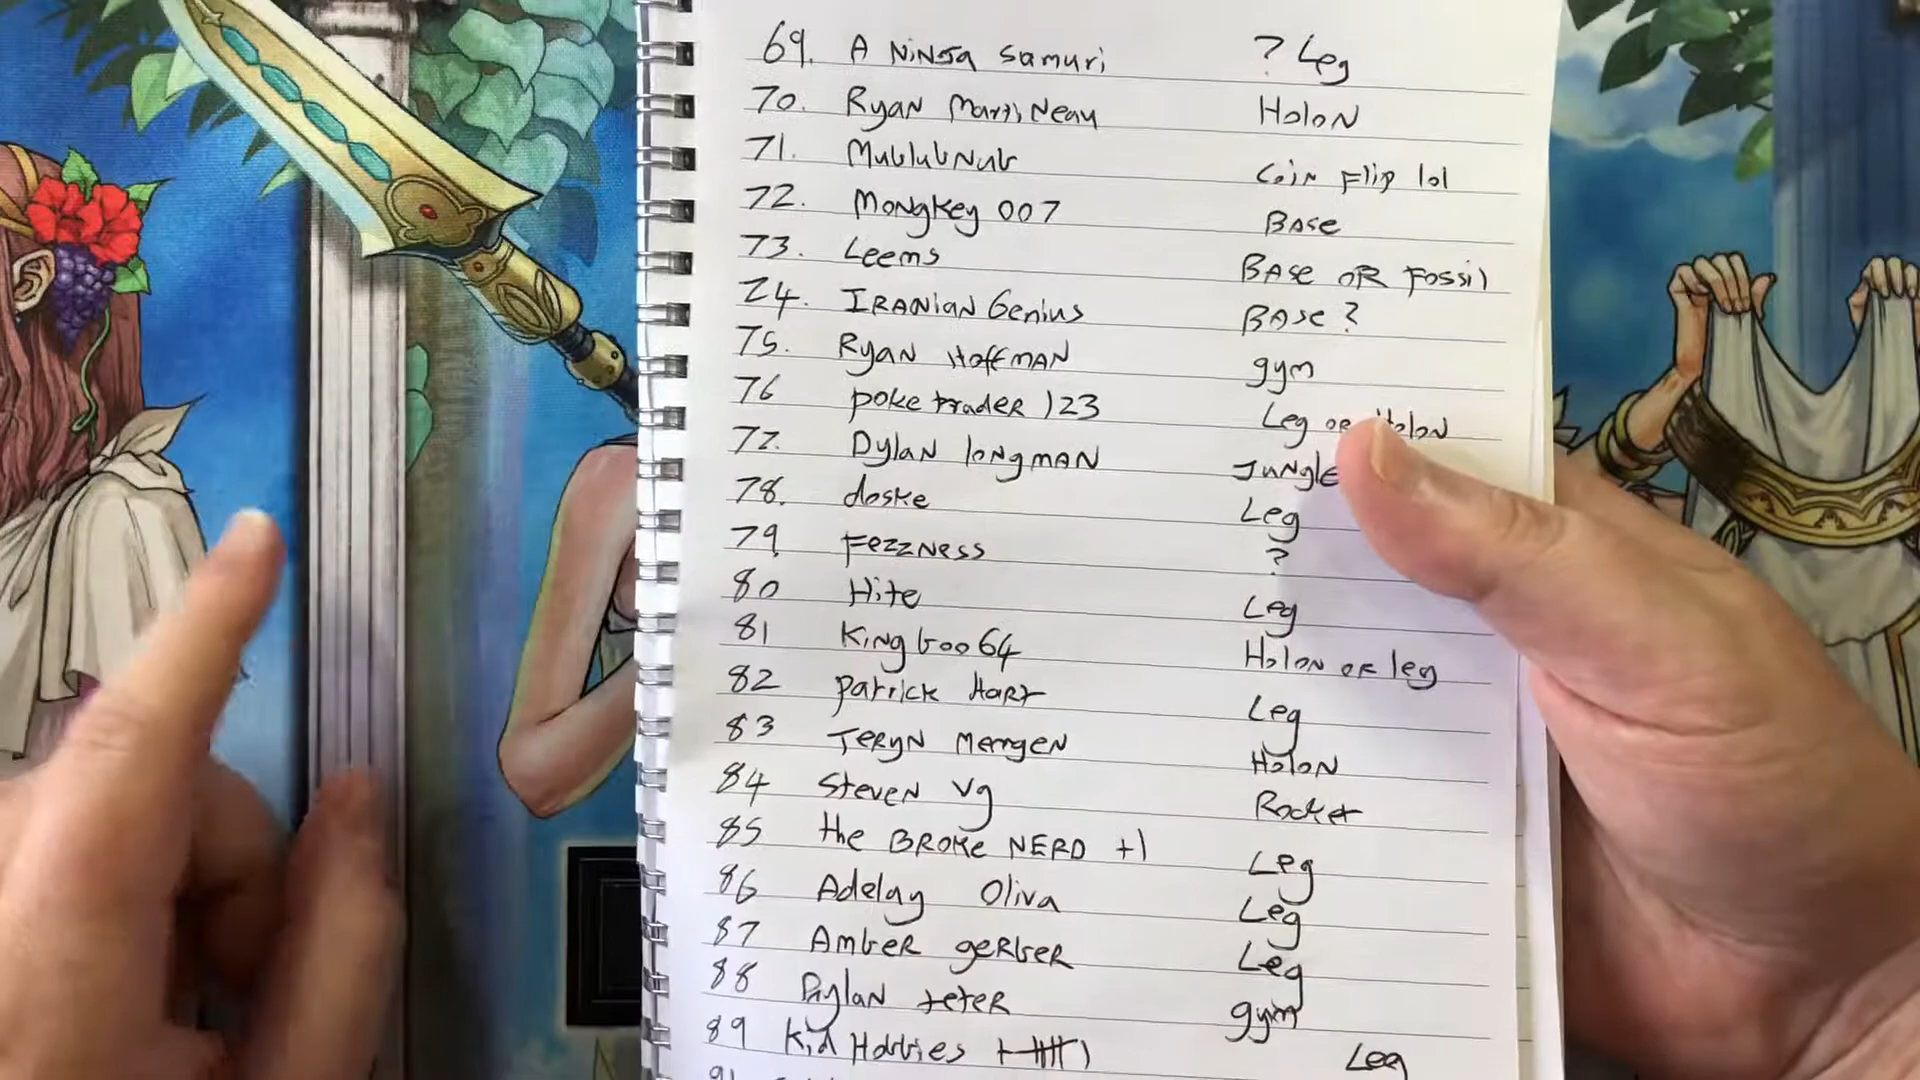 69. A NiNJa Samuri ? Leg
70. Ryan MartiNeau HoloN
71. MublubNub Coin Flip lol
72. Mongkey 007 BASe
73. Leems BASe oR Fossil
74. IRANiaN Genius BASe ?
75. Ryan HoffMAN gym
76 poke trader 123 Leg or Holon
77. Dylan longMAN Jungle
78. doske Leg
79. FezzNess ?
80 Hite Leg
81 King boo64 HoloN or leg
82 Patrick Hart Leg
83 TeRyN MerrgeN HoloN
84 SteveN Vg Rocket
85 the BROKe NERD +1 Leg
86 Adelay Oliva Leg
87 AmbeR geRbeR Leg
88 Dylan teteR gym
89 Kid Hobbies Leg